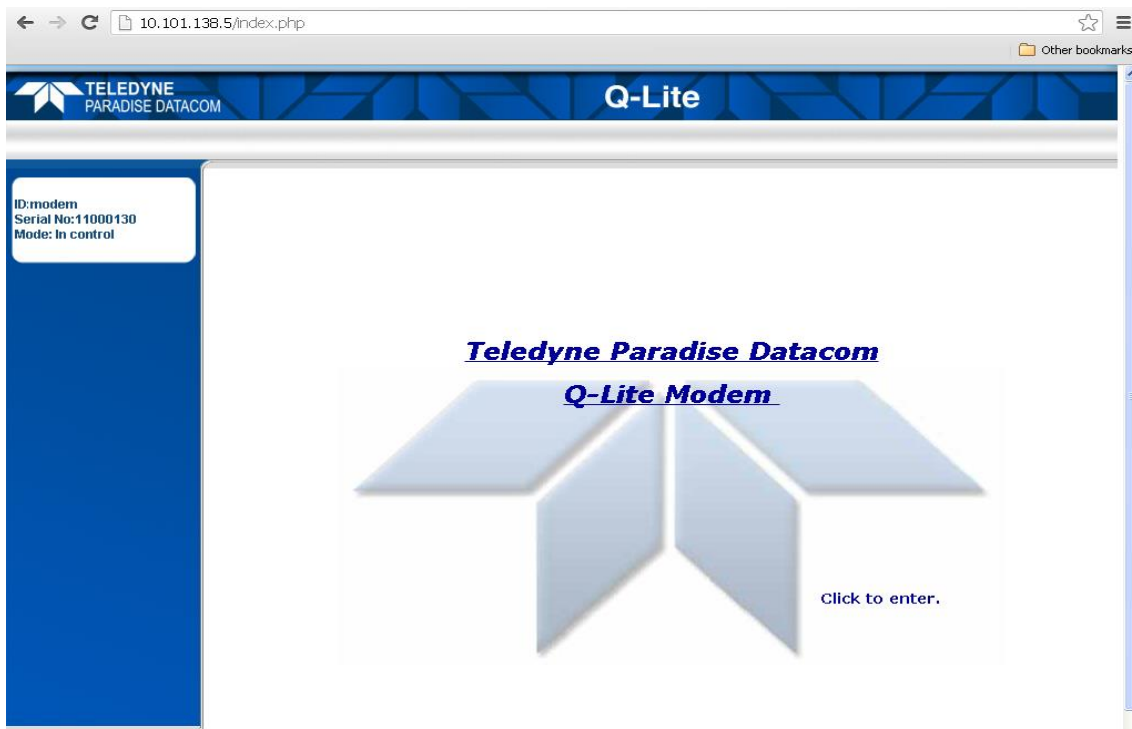 10.101.138.5/index.php
Other bookmarks
TELEDYNE
PARADISE DATACOM
Q-Lite
ID:modem
Serial No:11000130
Mode: In control
Teledyne Paradise Datacom
Q-Lite Modem
Click to enter.